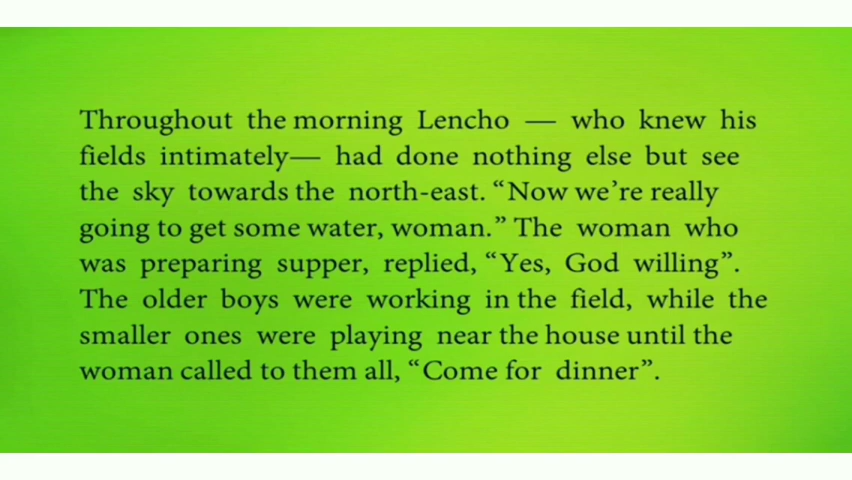 Throughout the morning Lencho — who knew his
fields intimately— had done nothing else but see
the sky towards the north-east. “Now we’re really
going to get some water, woman.” The woman who
was preparing supper, replied, “Yes, God willing”.
The older boys were working in the field, while the
smaller ones were playing near the house until the
woman called to them all, “Come for dinner”.